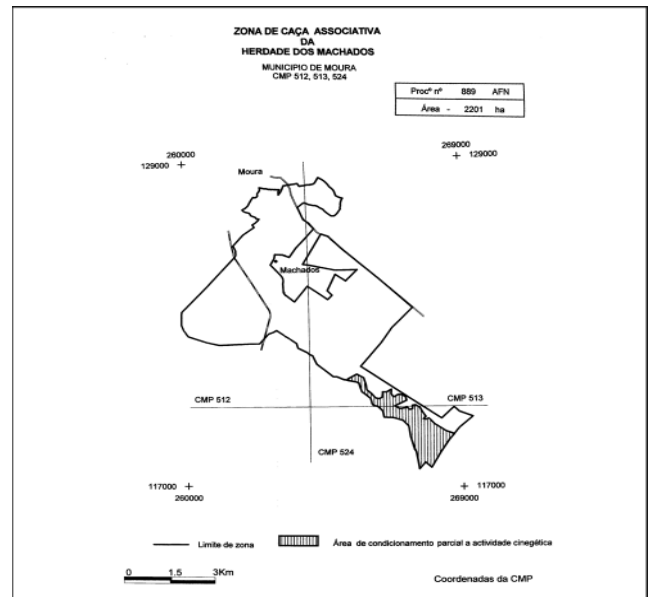 ZONA DE CAÇA ASSOCIATIVA
DA
HERDADE DOS MACHADOS
MUNICIPIO DE MOURA
CMP 512, 513, 524
Procº nº 889 AFN
Área - 2201 ha
260000
129000
269000
129000
Moura
Machados
CMP 512
CMP 513
CMP 524
117000
260000
117000
269000
Limite de zona
Área de condicionamento parcial a actividade cinegética
0 1.5 3Km
Coordenadas da CMP